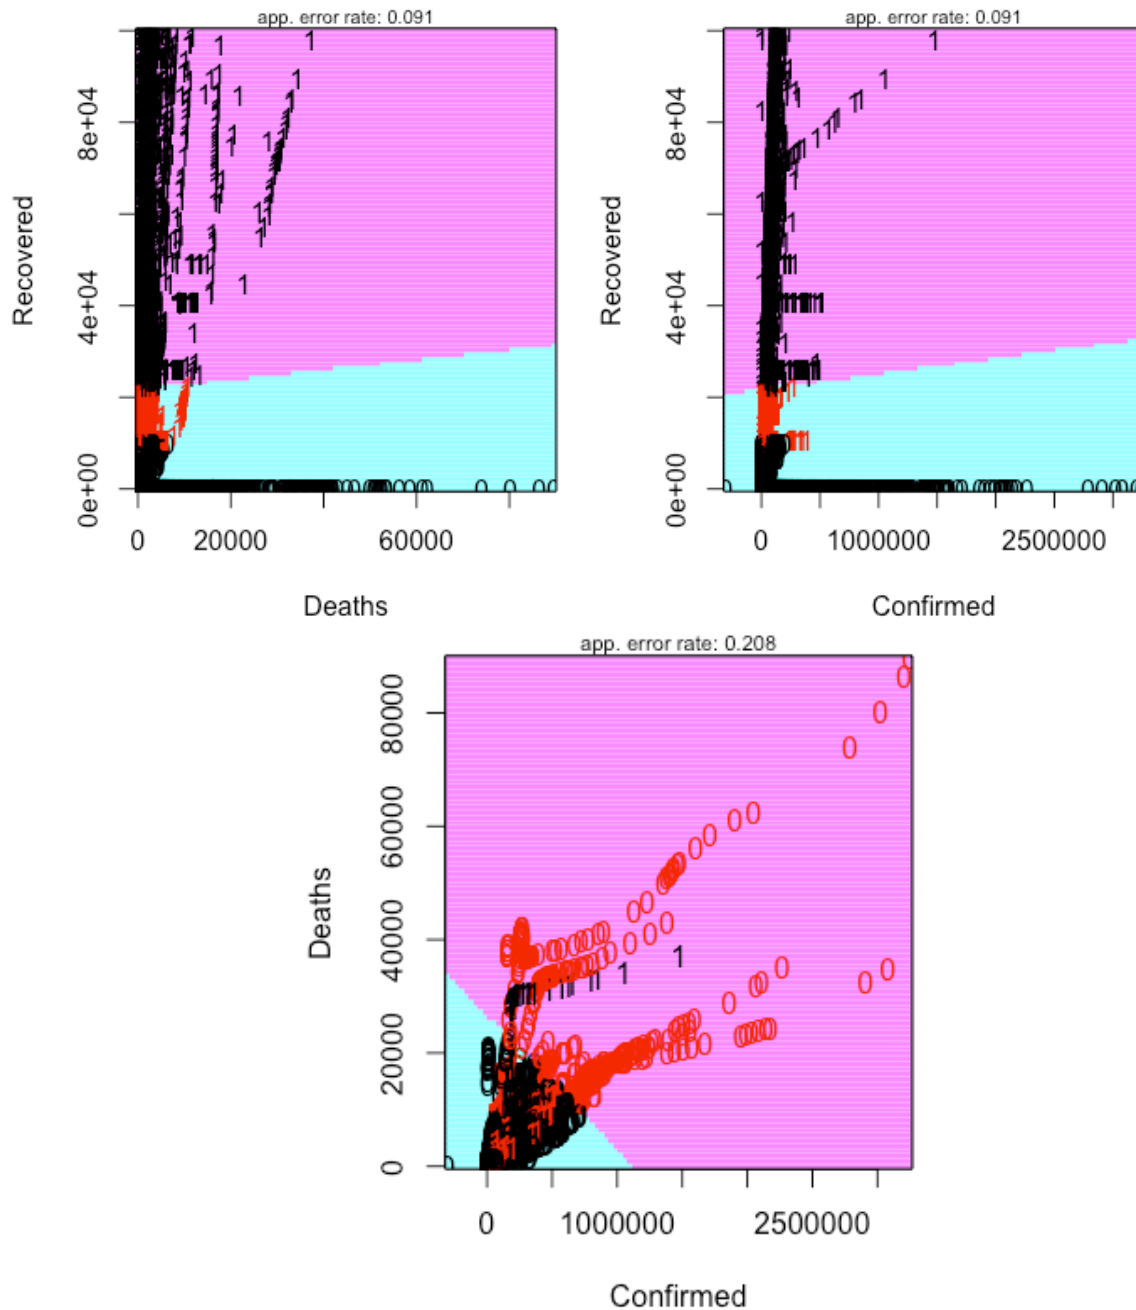 app. error rate: 0.091
Recovered
8e+04
4e+04
0e+00
0 20000 60000
Deaths
app. error rate: 0.091
Recovered
8e+04
4e+04
0e+00
0 1000000 2500000
Confirmed
app. error rate: 0.208
Deaths
80000
60000
40000
20000
0
0 1000000 2500000
Confirmed